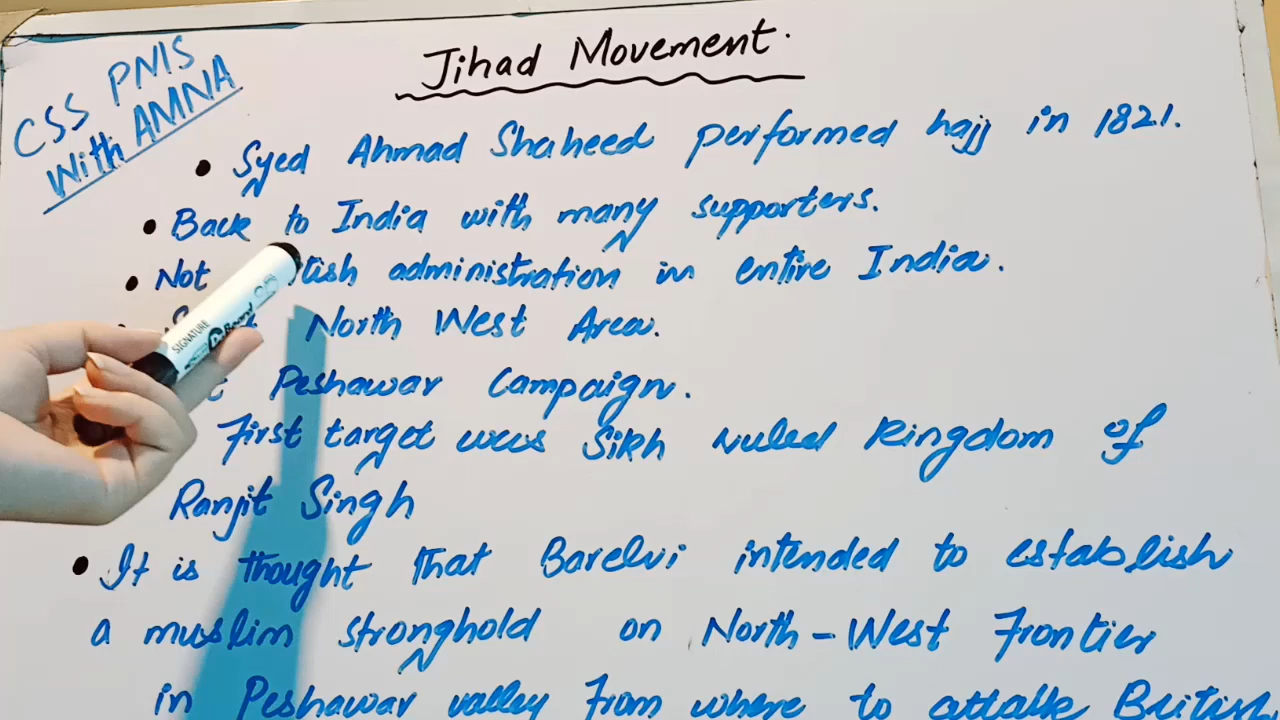 Jihad Movement.
CSS PNIS
With AMNA
• Syed Ahmad Shaheed performed hajj in 1821.
• Back to India with many supporters.
• Not administration in entire India.
North West Area.
Peshawar Campaign.
First target was Sikh ruled Kingdom of
Ranjit Singh
• It is thought that Barelvi intended to establish
a muslim stronghold on North-West Frontier
in Peshawar valley from where to attack British
SIGNATURE